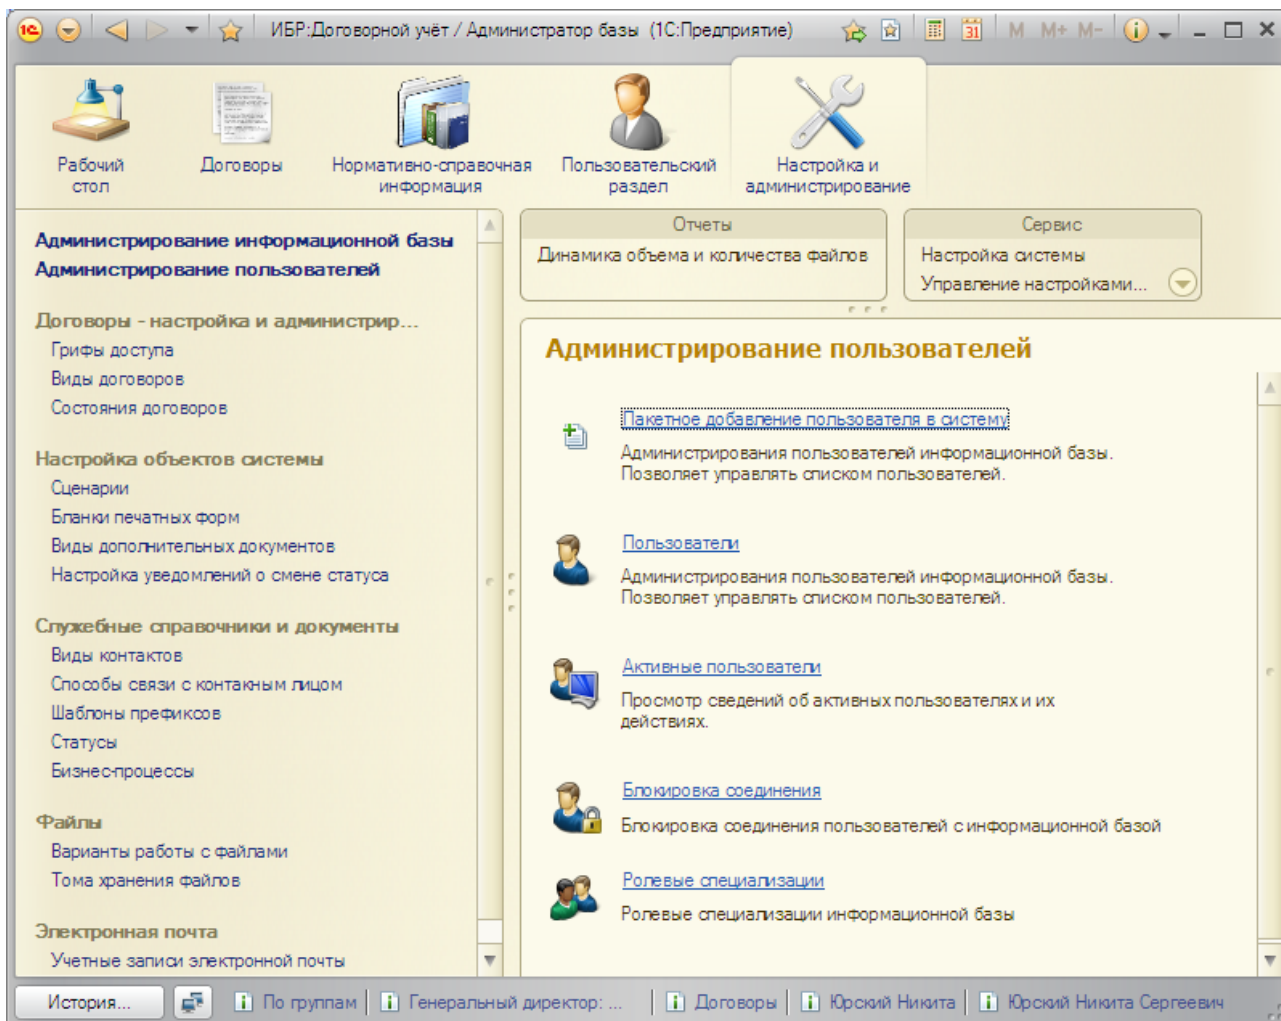 ИБР:Договорной учёт / Администратор базы (1С:Предприятие)
31 M M+ M-
Рабочий стол
Договоры
Нормативно-справочная информация
Пользовательский раздел
Настройка и администрирование
Администрирование информационной базы
Администрирование пользователей
Договоры - настройка и администрир...
Грифы доступа
Виды договоров
Состояния договоров
Настройка объектов системы
Сценарии
Бланки печатных форм
Виды дополнительных документов
Настройка уведомлений о смене статуса
Служебные справочники и документы
Виды контактов
Способы связи с контакным лицом
Шаблоны префиксов
Статусы
Бизнес-процессы
Файлы
Варианты работы с файлами
Тома хранения файлов
Электронная почта
Учетные записи электронной почты
Отчеты
Динамика объема и количества файлов
Сервис
Настройка системы
Управление настройками...
Администрирование пользователей
Пакетное добавление пользователя в систему
Администрирования пользователей информационной базы.
Позволяет управлять списком пользователей.
Пользователи
Администрирования пользователей информационной базы.
Позволяет управлять списком пользователей.
Активные пользователи
Просмотр сведений об активных пользователях и их
действиях.
Блокировка соединения
Блокировка соединения пользователей с информационной базой
Ролевые специализации
Ролевые специализации информационной базы
История...
По группам
Генеральный директор: ...
Договоры
Юрский Никита
Юрский Никита Сергеевич